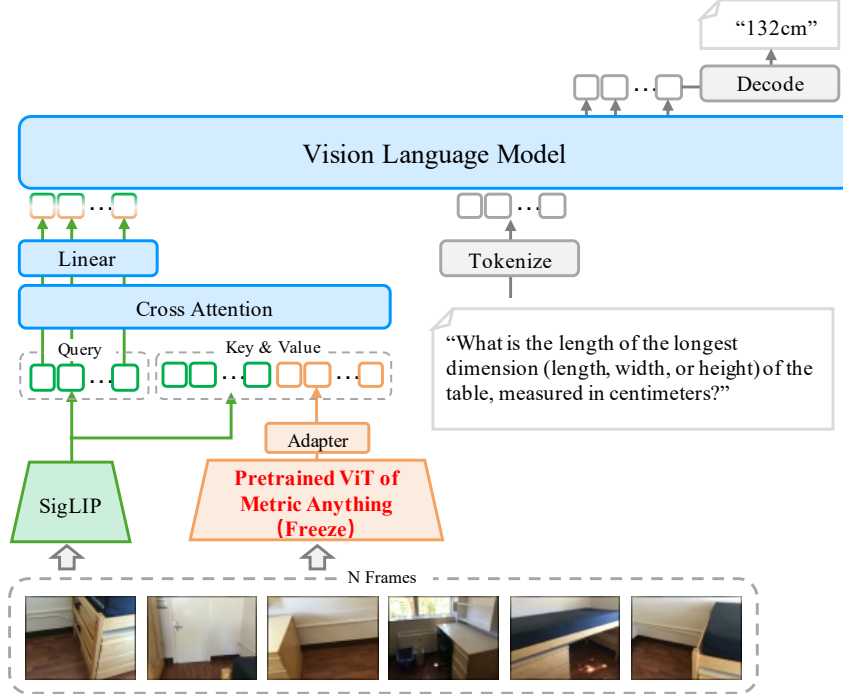 “132cm”
Decode
Vision Language Model
Linear
Tokenize
Cross Attention
Query
Key & Value
“What is the length of the longest
dimension (length, width, or height) of the
table, measured in centimeters?”
Adapter
SigLIP
Pretrained ViT of
Metric Anything
(Freeze)
N Frames